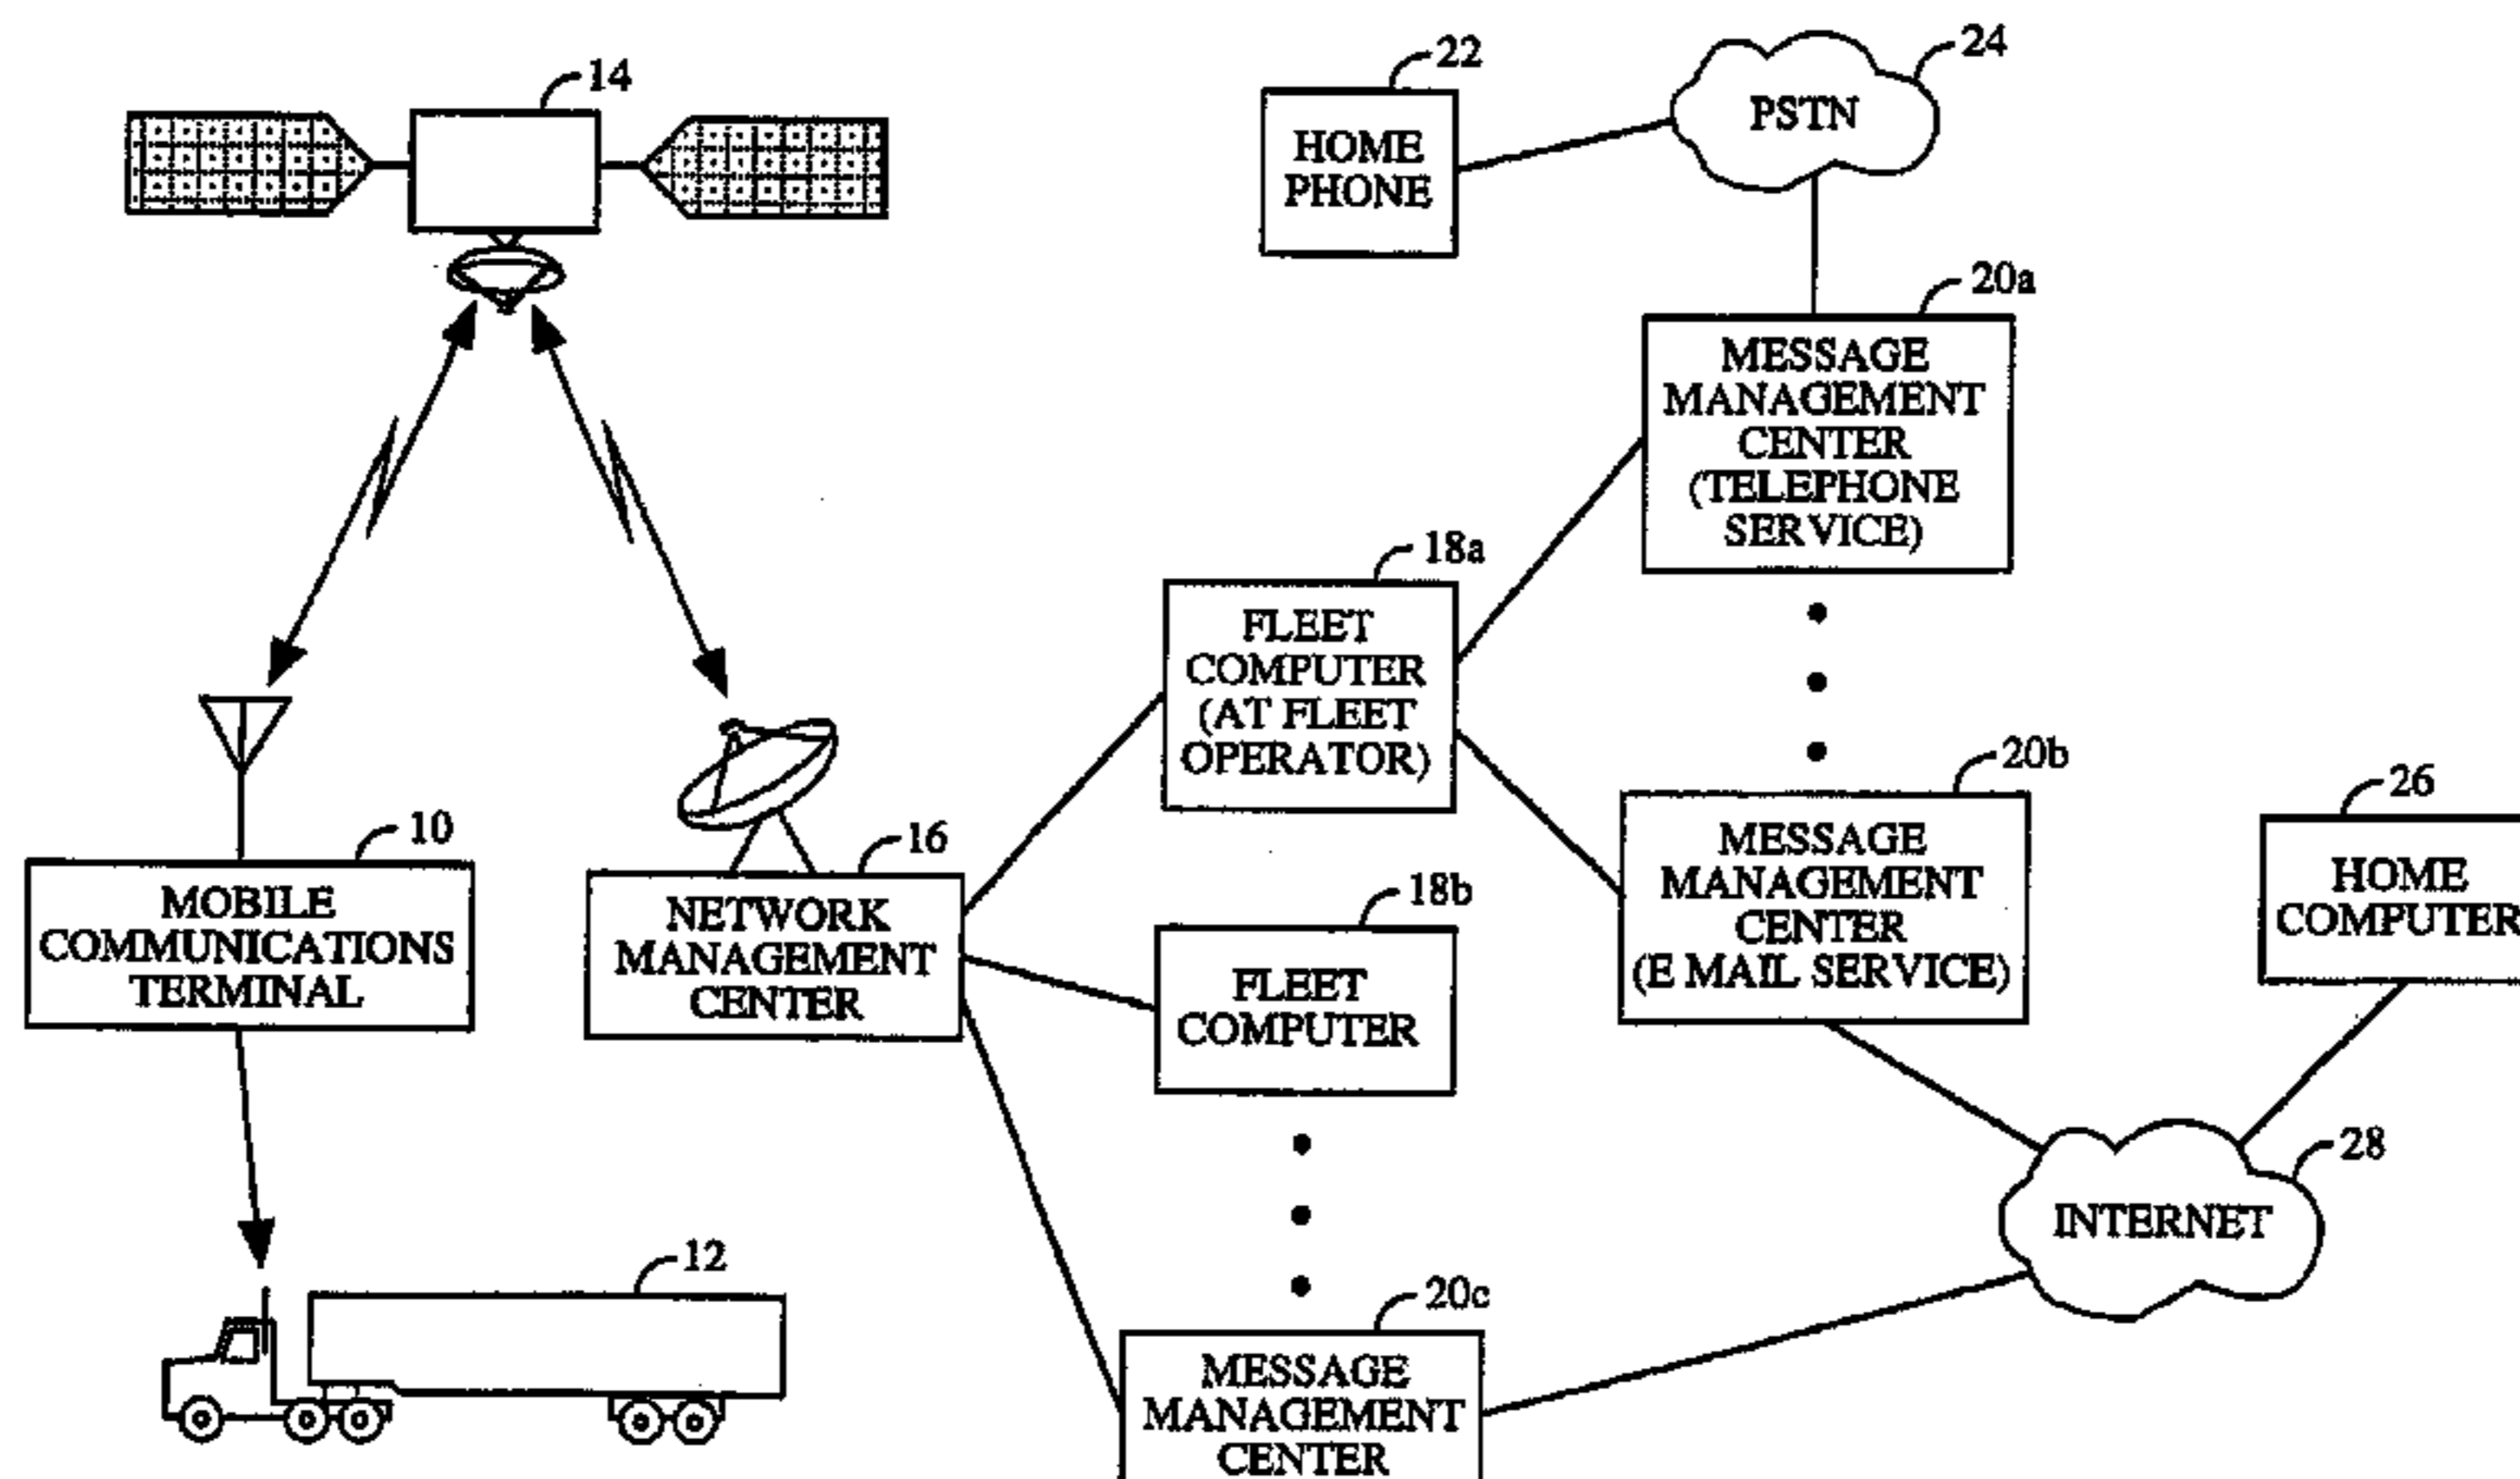 14
22
HOME
PHONE
24
PSTN
20a
MESSAGE
MANAGEMENT
CENTER
(TELEPHONE
SERVICE)
18a
FLEET
COMPUTER
(AT FLEET
OPERATOR)
20b
MESSAGE
MANAGEMENT
CENTER
(E MAIL SERVICE)
26
HOME
COMPUTER
10
MOBILE
COMMUNICATIONS
TERMINAL
16
NETWORK
MANAGEMENT
CENTER
18b
FLEET
COMPUTER
28
INTERNET
12
20c
MESSAGE
MANAGEMENT
CENTER